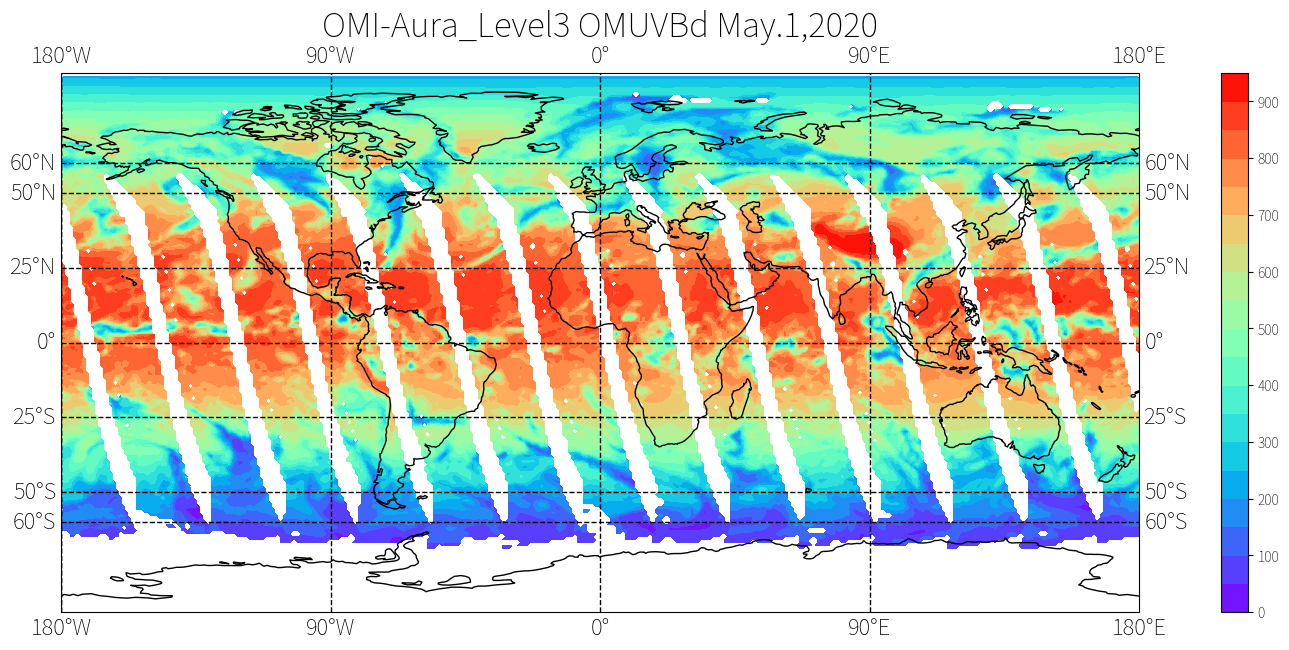 OMI-Aura_Level3 OMUVBd May.1,2020
180°W 90°W 0° 90°E 180°E
900
800
60°N 60°N
50°N 50°N
700
25°N 25°N
600
500
0° 0°
400
25°S 25°S
300
200
50°S 50°S
60°S 60°S
100
0
180°W 90°W 0° 90°E 180°E